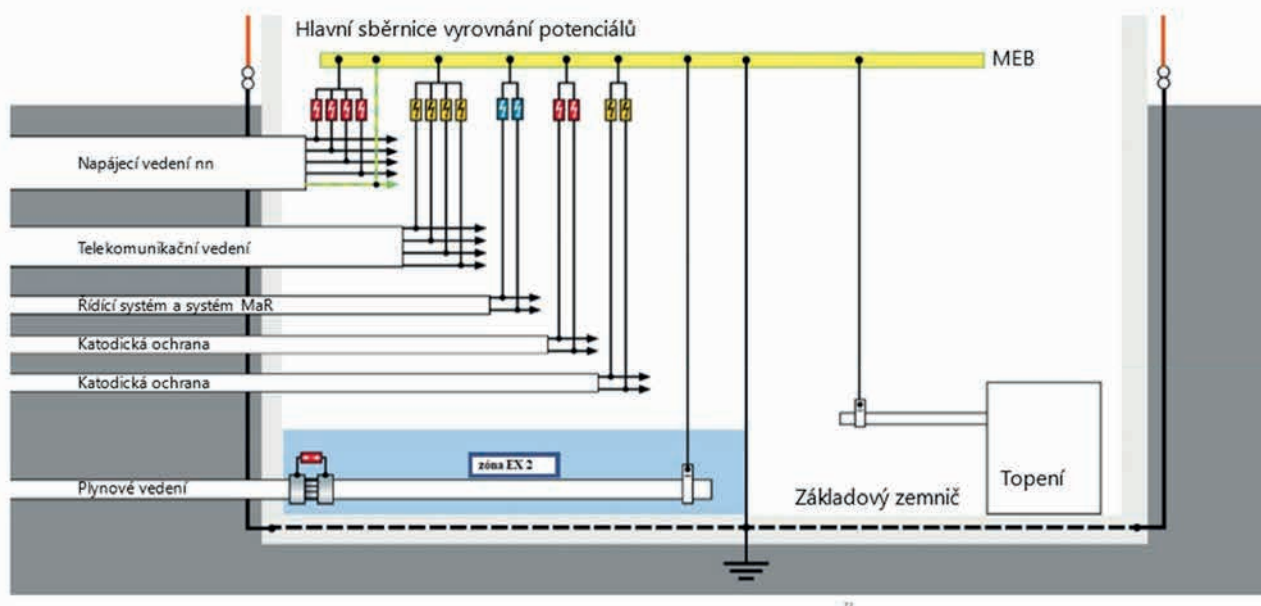 Hlavní sběrnice vyrovnání potenciálů
MEB
Napájecí vedení nn
Telekomunikační vedení
Řídící systém a systém MaR
Katodická ochrana
Katodická ochrana
zóna EX 2
Plynové vedení
Základový zemnič
Topení